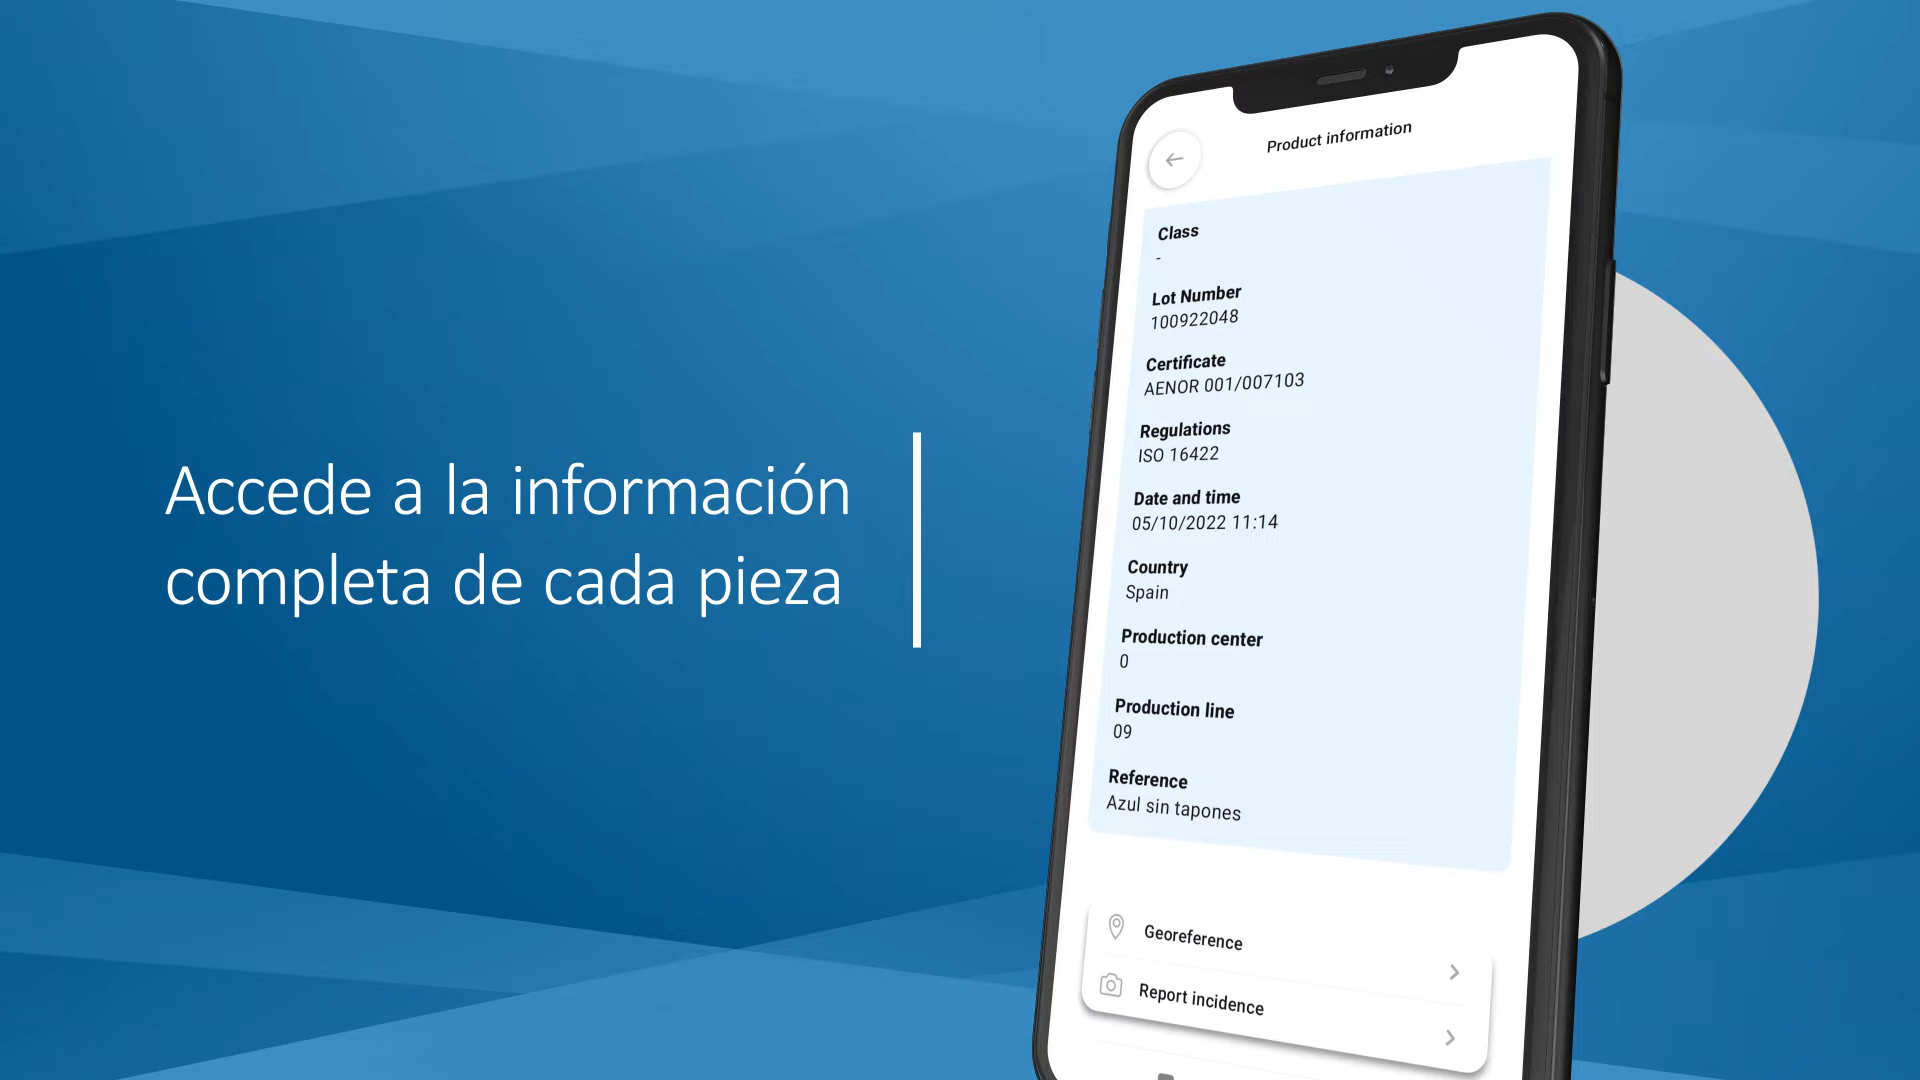 Accede a la información
completa de cada pieza
Product information
Class
-
Lot Number
100922048
Certificate
AENOR 001/007103
Regulations
ISO 16422
Date and time
05/10/2022 11:14
Country
Spain
Production center
0
Production line
09
Reference
Azul sin tapones
Georeference
Report incidence